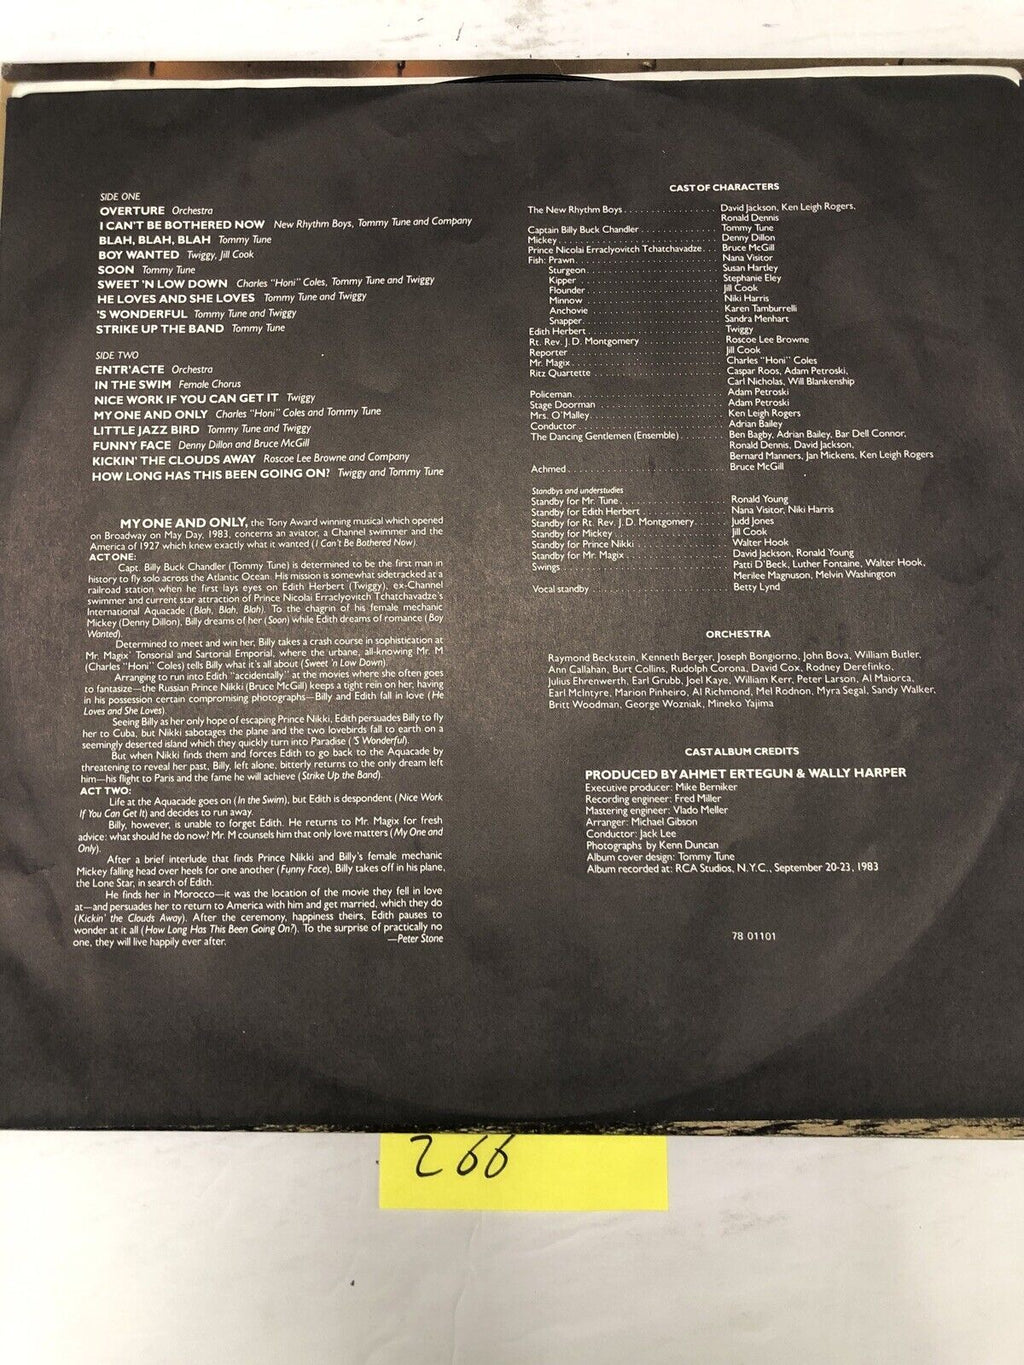 SIDE ONE
OVERTURE Orchestra
I CAN'T BE BOTHERED NOW New Rhythm Boys, Tommy Tune and Company
BLAH, BLAH, BLAH Tommy Tune
BOY WANTED Twiggy, Jill Cook
SOON Tommy Tune
SWEET 'N LOW DOWN Charles "Honi" Coles, Tommy Tune and Twiggy
HE LOVES AND SHE LOVES Tommy Tune and Twiggy
'S WONDERFUL Tommy Tune and Twiggy
STRIKE UP THE BAND Tommy Tune
SIDE TWO
ENTR'ACTE Orchestra
IN THE SWIM Female Chorus
NICE WORK IF YOU CAN GET IT Twiggy
MY ONE AND ONLY Charles "Honi" Coles and Tommy Tune
LITTLE JAZZ BIRD Tommy Tune and Twiggy
FUNNY FACE Denny Dillon and Bruce McGill
KICKIN' THE CLOUDS AWAY Roscoe Lee Browne and Company
HOW LONG HAS THIS BEEN GOING ON? Twiggy and Tommy Tune
MY ONE AND ONLY, the Tony Award winning musical which opened
on Broadway on May Day, 1983, concerns an aviator, a Channel swimmer and the
America of 1927 which knew exactly what it wanted (I Can't Be Bothered Now).
ACT ONE:
Capt. Billy Buck Chandler (Tommy Tune) is determined to be the first man in
history to fly solo across the Atlantic Ocean. His mission is somewhat sidetracked at a
railroad station when he first lays eyes on Edith Herbert (Twiggy), ex-Channel
swimmer and current star attraction of Prince Nicolai Erraclyovitch Tchatchavadze's
International Aquacade (Blah, Blah, Blah). To the chagrin of his female mechanic
Mickey (Denny Dillon), Billy dreams of her (Soon) while Edith dreams of romance (Boy
Wanted).
Determined to meet and win her, Billy takes a crash course in sophistication at
Mr. Magix' Tonsorial and Sartorial Emporial, where the urbane, all-knowing Mr. M
(Charles "Honi" Coles) tells Billy what it's all about (Sweet 'n Low Down).
Arranging to run into Edith "accidentally" at the movies where she often goes
to fantasize—the Russian Prince Nikki (Bruce McGill) keeps a tight rein on her, having
in his possession certain compromising photographs—Billy and Edith fall in love (He
Loves and She Loves).
Seeing Billy as her only hope of escaping Prince Nikki, Edith persuades Billy to fly
her to Cuba, but Nikki sabotages the plane and the two lovebirds fall to earth on a
seemingly deserted island which they quickly turn into Paradise ('S Wonderful).
But when Nikki finds them and forces Edith to go back to the Aquacade by
threatening to reveal her past, Billy, left alone, bitterly returns to the only dream left
him—his flight to Paris and the fame he will achieve (Strike Up the Band).
ACT TWO:
Life at the Aquacade goes on (In the Swim), but Edith is despondent (Nice Work
If You Can Get It) and decides to run away.
Billy, however, is unable to forget Edith. He returns to Mr. Magix for fresh
advice: what should he do now? Mr. M counsels him that only love matters (My One and
Only).
After a brief interlude that finds Prince Nikki and Billy's female mechanic
Mickey falling head over heels for one another (Funny Face), Billy takes off in his plane,
the Lone Star, in search of Edith.
He finds her in Morocco—it was the location of the movie they fell in love
at—and persuades her to return to America with him and get married, which they do
(Kickin' the Clouds Away). After the ceremony, happiness theirs, Edith pauses to
wonder at it all (How Long Has This Been Going On?). To the surprise of practically no
one, they will live happily ever after. —Peter Stone
CAST OF CHARACTERS
The New Rhythm Boys . . . . . . . . . . . . . . . David Jackson, Ken Leigh Rogers,
Ronald Dennis
Captain Billy Buck Chandler . . . . . . . . . . . . . Tommy Tune
Mickey . . . . . . . . . . . . . . . . . . . . . . . . . . . Denny Dillon
Prince Nicolai Erraclyovitch Tchatchavadze . . . Bruce McGill
Fish: Prawn . . . . . . . . . . . . . . . . . . . . . . . . Nana Visitor
Sturgeon . . . . . . . . . . . . . . . . . . . . . . Susan Hartley
Kipper . . . . . . . . . . . . . . . . . . . . . . . Stephanie Eley
Flounder . . . . . . . . . . . . . . . . . . . . . . Jill Cook
Minnow . . . . . . . . . . . . . . . . . . . . . . Niki Harris
Anchovie . . . . . . . . . . . . . . . . . . . . . Karen Tamburrelli
Snapper . . . . . . . . . . . . . . . . . . . . . . Sandra Menhart
Edith Herbert . . . . . . . . . . . . . . . . . . . . . . . Twiggy
Rt. Rev. J. D. Montgomery . . . . . . . . . . . . . . Roscoe Lee Browne
Reporter . . . . . . . . . . . . . . . . . . . . . . . . . . Jill Cook
Mr. Magix . . . . . . . . . . . . . . . . . . . . . . . . . Charles "Honi" Coles
Ritz Quartette . . . . . . . . . . . . . . . . . . . . . . Caspar Roos, Adam Petroski,
Carl Nicholas, Will Blankenship
Policeman . . . . . . . . . . . . . . . . . . . . . . . . . Adam Petroski
Stage Doorman . . . . . . . . . . . . . . . . . . . . . Adam Petroski
Mrs. O'Malley . . . . . . . . . . . . . . . . . . . . . . Ken Leigh Rogers
Conductor . . . . . . . . . . . . . . . . . . . . . . . . Adrian Bailey
The Dancing Gentlemen (Ensemble) . . . . . . . . Ben Bagby, Adrian Bailey, Bar Dell Connor,
Ronald Dennis, David Jackson,
Bernard Manners, Jan Mickens, Ken Leigh Rogers
Achmed . . . . . . . . . . . . . . . . . . . . . . . . . . Bruce McGill
Standbys and understudies
Standby for Mr. Tune . . . . . . . . . . . . . . . . . . Ronald Young
Standby for Edith Herbert . . . . . . . . . . . . . . . Nana Visitor, Niki Harris
Standby for Rt. Rev. J. D. Montgomery . . . . . . Judd Jones
Standby for Mickey . . . . . . . . . . . . . . . . . . . Jill Cook
Standby for Prince Nikki . . . . . . . . . . . . . . . . Walter Hook
Standby for Mr. Magix . . . . . . . . . . . . . . . . . David Jackson, Ronald Young
Swings . . . . . . . . . . . . . . . . . . . . . . . . . . . Patti D'Beck, Luther Fontaine, Walter Hook,
Merilee Magnuson, Melvin Washington
Vocal standby . . . . . . . . . . . . . . . . . . . . . . Betty Lynd
ORCHESTRA
Raymond Beckstein, Kenneth Berger, Joseph Bongiorno, John Bova, William Butler,
Ann Callahan, Burt Collins, Rudolph Corona, David Cox, Rodney Derefinko,
Julius Ehrenwerth, Earl Grubb, Joel Kaye, William Kerr, Peter Larson, Al Maiorca,
Earl McIntyre, Marion Pinheiro, Al Richmond, Mel Rodnon, Myra Segal, Sandy Walker,
Britt Woodman, George Wozniak, Mineko Yajima
CAST ALBUM CREDITS
PRODUCED BY AHMET ERTEGUN & WALLY HARPER
Executive producer: Mike Berniker
Recording engineer: Fred Miller
Mastering engineer: Vlado Meller
Arranger: Michael Gibson
Conductor: Jack Lee
Photographs by Kenn Duncan
Album cover design: Tommy Tune
Album recorded at: RCA Studios, N.Y.C., September 20-23, 1983
78 01101
266